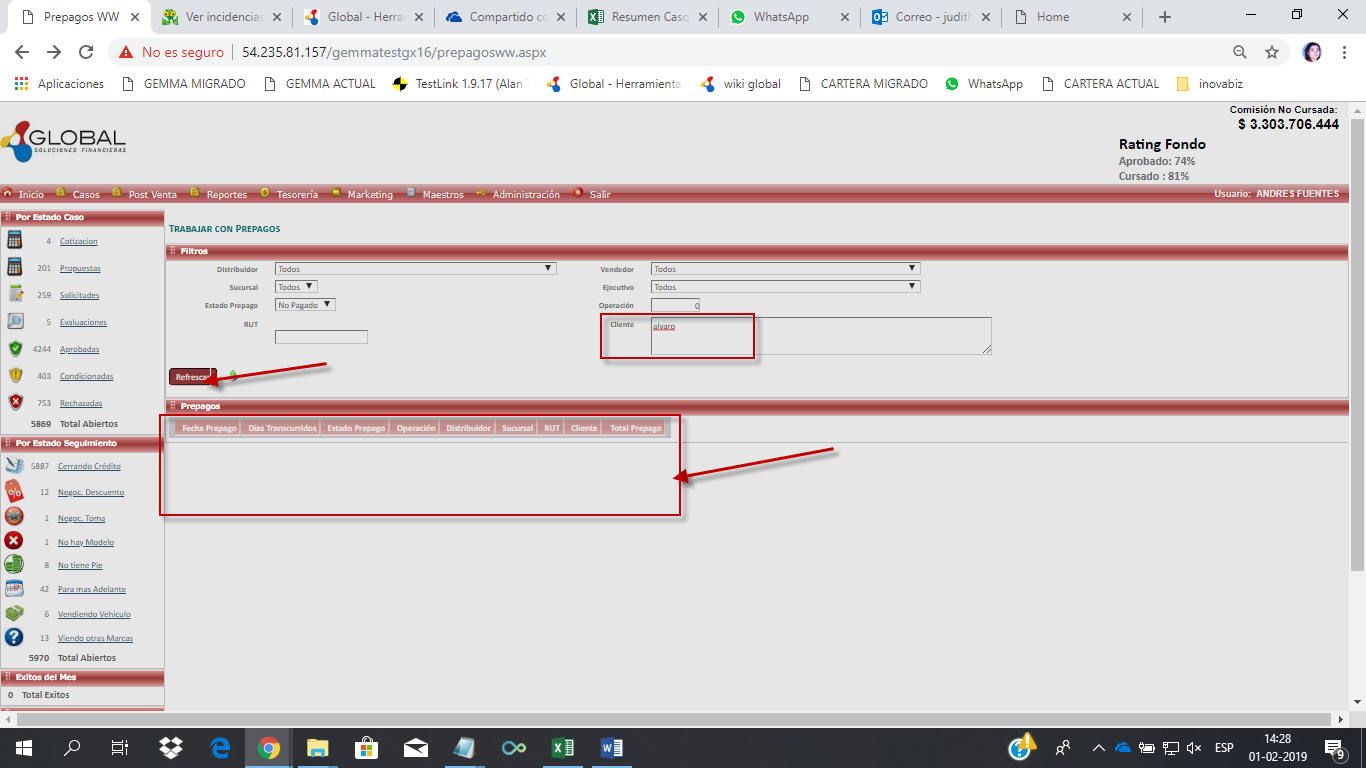 Prepagos WW
Ver incidencias
Global - Herra
Compartido co
Resumen Caso
WhatsApp
Correo - judith
Home
No es seguro
54.235.81.157/gemmatestgx16/prepagosww.aspx
Aplicaciones
GEMMA MIGRADO
GEMMA ACTUAL
TestLink 1.9.17 (Alan
Global - Herramienta
wiki global
CARTERA MIGRADO
WhatsApp
CARTERA ACTUAL
inovabiz
GLOBAL
SOLUCIONES FINANCIERAS
Comisión No Cursada:
$ 3.303.706.444
Rating Fondo
Aprobado: 74%
Cursado : 81%
Inicio
Casos
Post Venta
Reportes
Tesorería
Marketing
Maestros
Administración
Salir
Usuario: ANDRES FUENTES
Por Estado Caso
4 Cotizacion
201 Propuestas
259 Solicitudes
5 Evaluaciones
4244 Aprobadas
403 Condicionadas
753 Rechazadas
5869 Total Abiertos
Por Estado Seguimiento
5887 Cerrando Crédito
12 Negoc. Descuento
1 Negoc. Toma
1 No hay Modelo
8 No tiene Pie
42 Para mas Adelante
6 Vendiendo Vehículo
13 Viendo otras Marcas
5970 Total Abiertos
Exitos del Mes
0 Total Exitos
TRABAJAR CON PREPAGOS
Filtros
Distribuidor Todos
Vendedor Todos
Sucursal Todos
Ejecutivo Todos
Estado Prepago No Pagado
Operación 0
RUT
Cliente alvaro
Refrescar
Prepagos
Fecha Prepago
Días Transcurridos
Estado Prepago
Operación
Distribuidor
Sucursal
RUT
Cliente
Total Prepago
ESP
14:28
01-02-2019
9